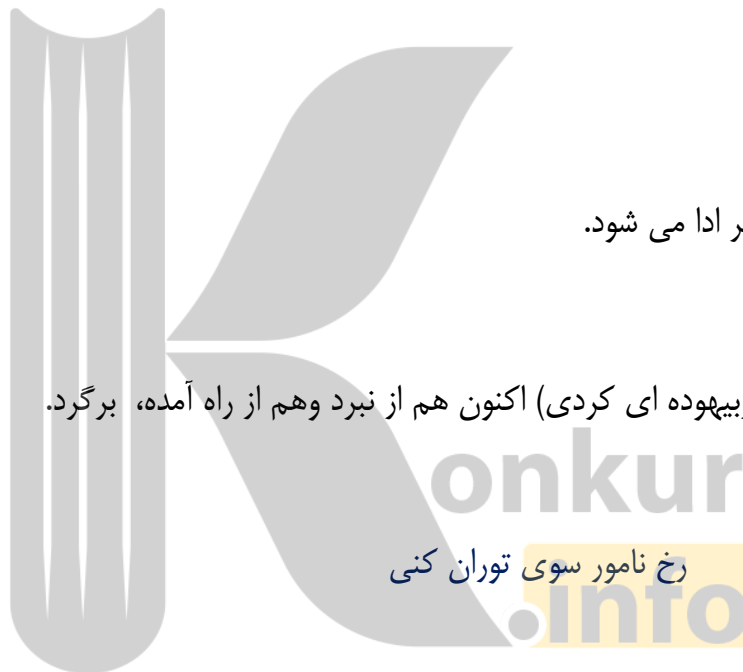 ر ادا می شود.
بیهوده ای کردی) اکنون هم از نبرد وهم از راه آمده، برگرد.
onkur
رخ نامور سوی توران کنی
.info